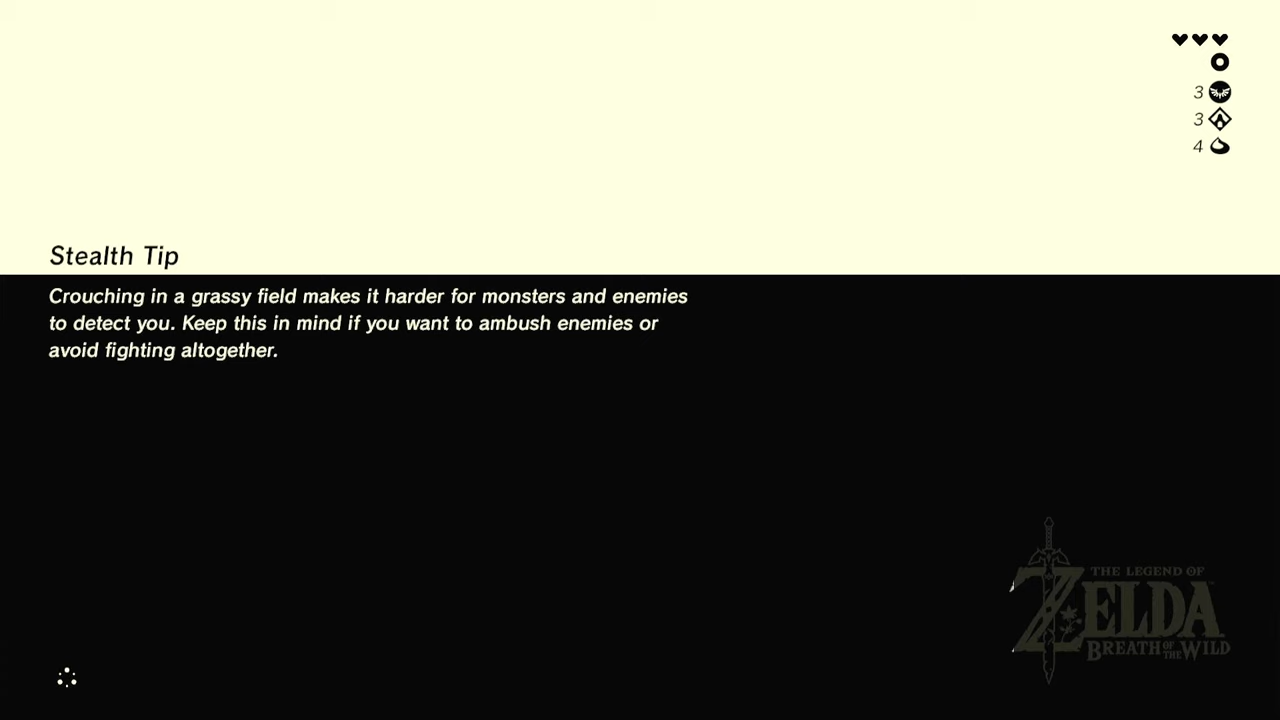 3
3
4
Stealth Tip
Crouching in a grassy field makes it harder for monsters and enemies
to detect you. Keep this in mind if you want to ambush enemies or
avoid fighting altogether.
THE LEGEND OF
ZELDA
BREATH OF THE WILD